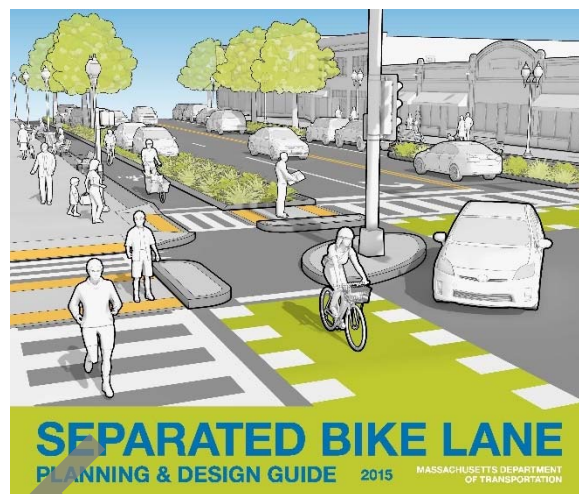 SEPARATED BIKE LANE
PLANNING & DESIGN GUIDE 2015 MASSACHUSETTS DEPARTMENT
OF TRANSPORTATION